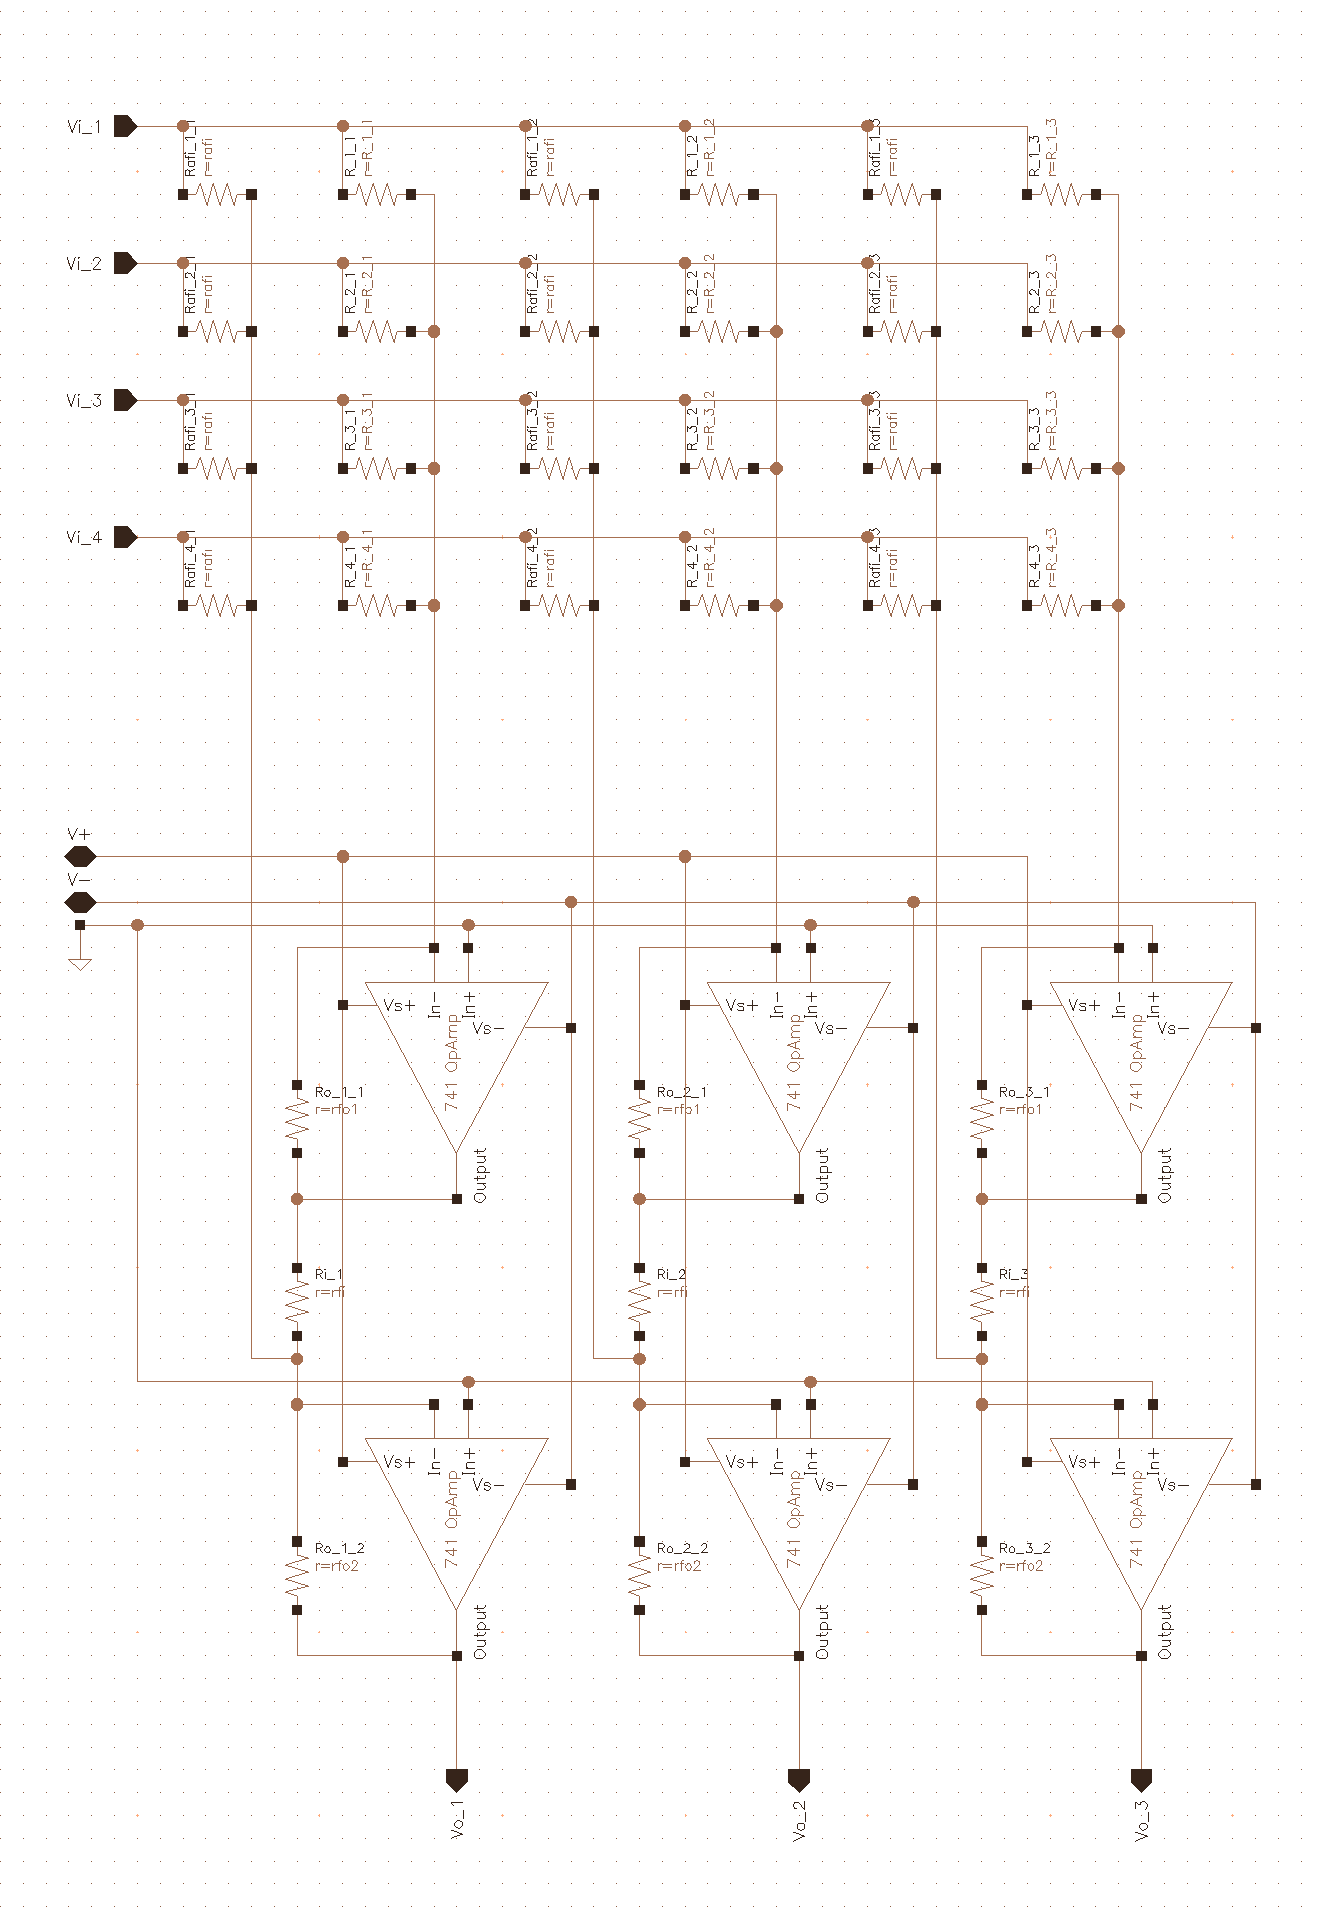 Vi_1
Rafi_1_1
r=rafi
R_1_1
r=R_1_1
Rafi_1_2
r=rafi
R_1_2
r=R_1_2
Rafi_1_3
r=rafi
R_1_3
r=R_1_3
Vi_2
Rafi_2_1
r=rafi
R_2_1
r=R_2_1
Rafi_2_2
r=rafi
R_2_2
r=R_2_2
Rafi_2_3
r=rafi
R_2_3
r=R_2_3
Vi_3
Rafi_3_1
r=rafi
R_3_1
r=R_3_1
Rafi_3_2
r=rafi
R_3_2
r=R_3_2
Rafi_3_3
r=rafi
R_3_3
r=R_3_3
Vi_4
Rafi_4_1
r=rafi
R_4_1
r=R_4_1
Rafi_4_2
r=rafi
R_4_2
r=R_4_2
Rafi_4_3
r=rafi
R_4_3
r=R_4_3
V+
V-
Vs+
In-
In+
Vs-
741 OpAmp
Output
Vs+
In-
In+
Vs-
741 OpAmp
Output
Vs+
In-
In+
Vs-
741 OpAmp
Output
Ro_1_1
r=rfo1
Ro_2_1
r=rfo1
Ro_3_1
r=rfo1
Ri_1
r=rfi
Ri_2
r=rfi
Ri_3
r=rfi
Vs+
In-
In+
Vs-
741 OpAmp
Output
Vs+
In-
In+
Vs-
741 OpAmp
Output
Vs+
In-
In+
Vs-
741 OpAmp
Output
Ro_1_2
r=rfo2
Ro_2_2
r=rfo2
Ro_3_2
r=rfo2
Vo_1
Vo_2
Vo_3